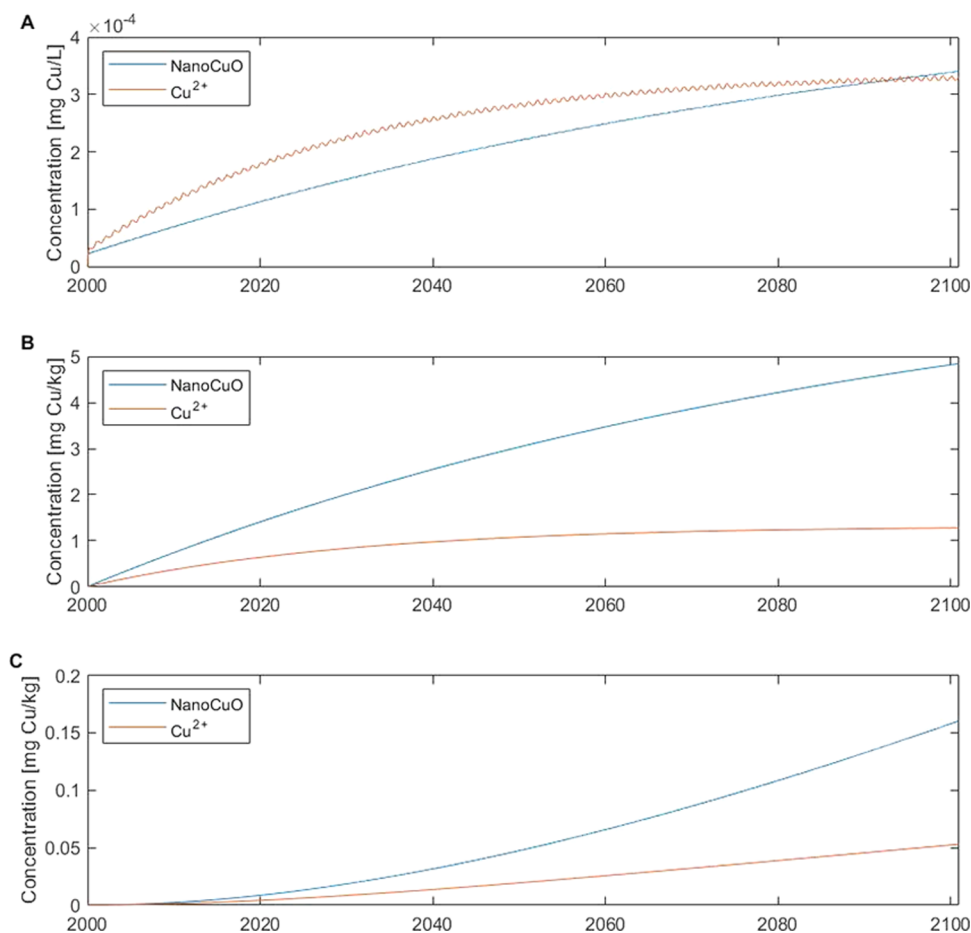 A
×10⁻⁴
Concentration [mg Cu/L]
4
3
2
1
0
NanoCuO
Cu²⁺
2000 2020 2040 2060 2080 2100
B
Concentration [mg Cu/kg]
5
4
3
2
1
0
NanoCuO
Cu²⁺
2000 2020 2040 2060 2080 2100
C
Concentration [mg Cu/kg]
0.2
0.15
0.1
0.05
0
NanoCuO
Cu²⁺
2000 2020 2040 2060 2080 2100